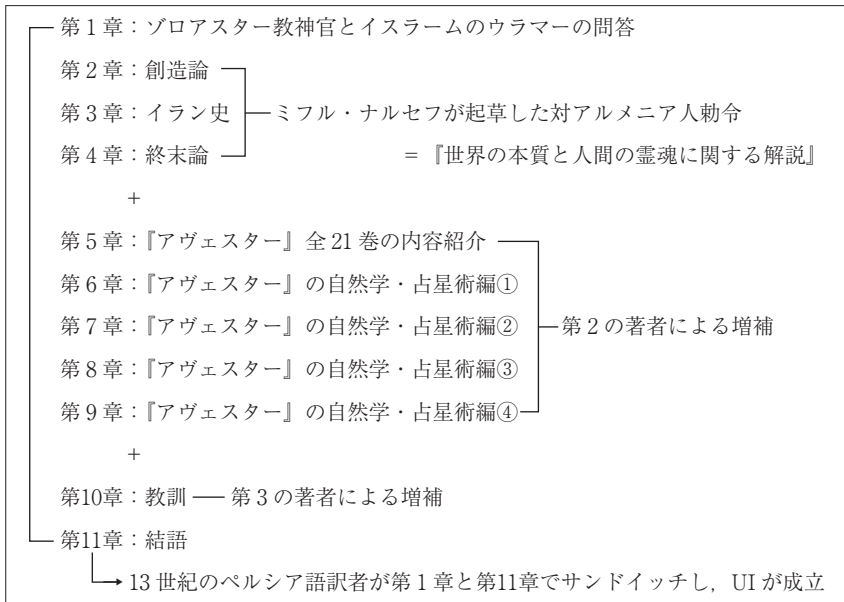 第1章：ゾロアスター教神官とイスラームのウラマーの問答
第2章：創造論
第3章：イラン史 ミフル・ナルセフが起草した対アルメニア人勅令
第4章：終末論 =『世界の本質と人間の霊魂に関する解説』
+
第5章：『アヴェスター』全21巻の内容紹介
第6章：『アヴェスター』の自然学・占星術編①
第7章：『アヴェスター』の自然学・占星術編② 第2の著者による増補
第8章：『アヴェスター』の自然学・占星術編③
第9章：『アヴェスター』の自然学・占星術編④
+
第10章：教訓 第3の著者による増補
第11章：結語
13世紀のペルシア語訳者が第1章と第11章でサンドイッチし，UIが成立